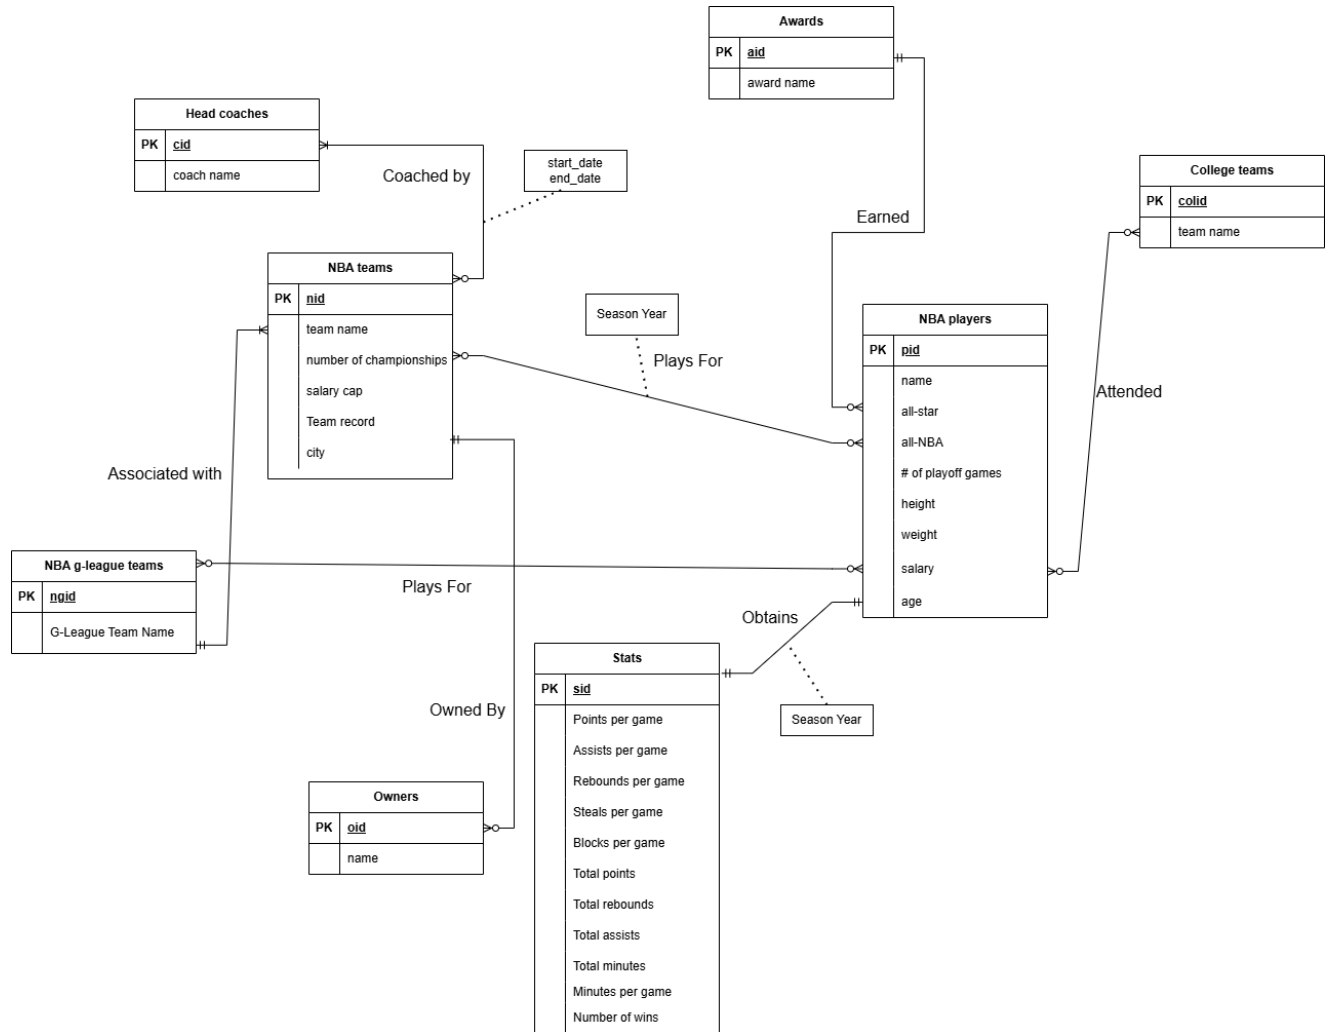 Awards
PK aid
award name
Head coaches
PK cid
coach name
Coached by
start_date
end_date
College teams
PK colid
team name
Earned
NBA teams
PK nid
team name
number of championships
salary cap
Team record
city
Season Year
Plays For
NBA players
PK pid
name
all-star
all-NBA
# of playoff games
height
weight
salary
age
Attended
Associated with
NBA g-league teams
PK ngid
G-League Team Name
Plays For
Obtains
Stats
PK sid
Points per game
Assists per game
Rebounds per game
Steals per game
Blocks per game
Total points
Total rebounds
Total assists
Total minutes
Minutes per game
Number of wins
Season Year
Owned By
Owners
PK oid
name